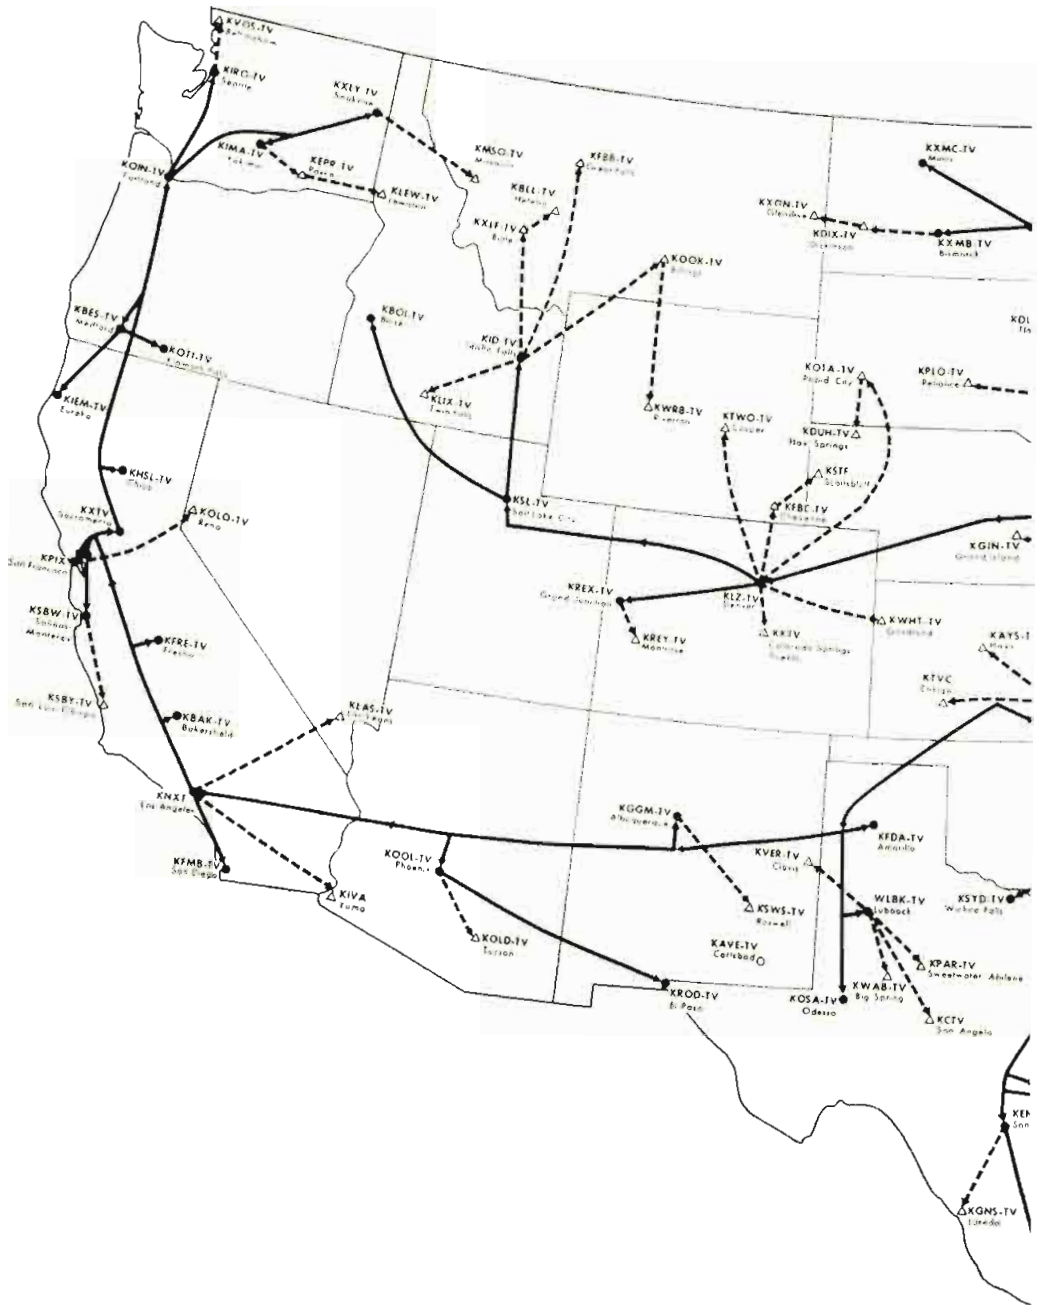 KVOS-TV
Bellingham
KIRO-TV
Seattle
KXLY-TV
Spokane
KIMA-TV
Yakima
KEPR-TV
Pasco
KLEW-TV
Lewiston
KMSO-TV
Missoula
KFBB-TV
Great Falls
KBLL-TV
Helena
KXLF-TV
Butte
KXMC-TV
Minot
KXGN-TV
Glendive
KDIX-TV
Dickinson
KXMB-TV
Bismarck
KOIN-TV
Portland
KOOK-TV
Billings
KBES-TV
Medford
KOTI-TV
Klamath Falls
KBOI-TV
Boise
KID-TV
Idaho Falls
KDL
KIEM-TV
Eureka
KLIX-TV
Twin Falls
KWRB-TV
Riverton
KTWO-TV
Casper
KOTA-TV
Rapid City
KDUH-TV
Hay Springs
KPLO-TV
Reliance
KHSL-TV
Chico
KSTF
Scottsbluff
KXTV
Sacramento
KOLO-TV
Reno
KSL-TV
Salt Lake City
KFBC-TV
Cheyenne
KPIX
San Francisco
KGIN-TV
Grand Island
KREX-TV
Grand Junction
KLZ-TV
Denver
KSBW-TV
Salinas
Monterey
KFRE-TV
Fresno
KREY-TV
Montrose
KKTV
Colorado Springs
Pueblo
KWHT-TV
Goodland
KAYS-T
Hays
KSBY-TV
San Luis Obispo
KBAK-TV
Bakersfield
KLAS-TV
Las Vegas
KTVC
Ensign
KNXT
Los Angeles
KGGM-TV
Albuquerque
KFDA-TV
Amarillo
KFMB-TV
San Diego
KOOL-TV
Phoenix
KVER-TV
Clovis
KIVA
Yuma
KSWS-TV
Roswell
WLBK-TV
Lubbock
KSYD-TV
Wichita Falls
KOLD-TV
Tucson
KAVE-TV
Carlsbad
KPAR-TV
Sweetwater Abilene
XROD-TV
El Paso
KOSA-TV
Odessa
KWAB-TV
Big Spring
KCTV
San Angelo
KEN
San
KGNS-TV
Laredo